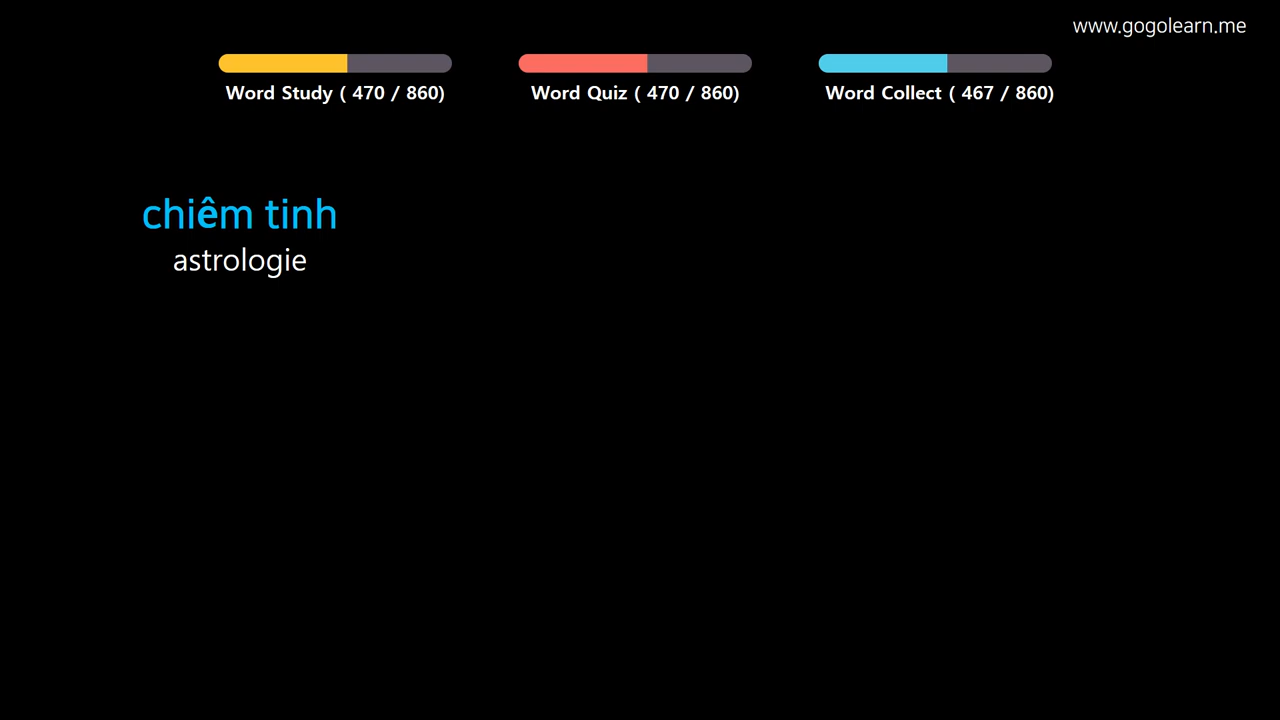 www.gogolearn.me
Word Study ( 470 / 860)
Word Quiz ( 470 / 860)
Word Collect ( 467 / 860)
chiêm tinh
astrologie